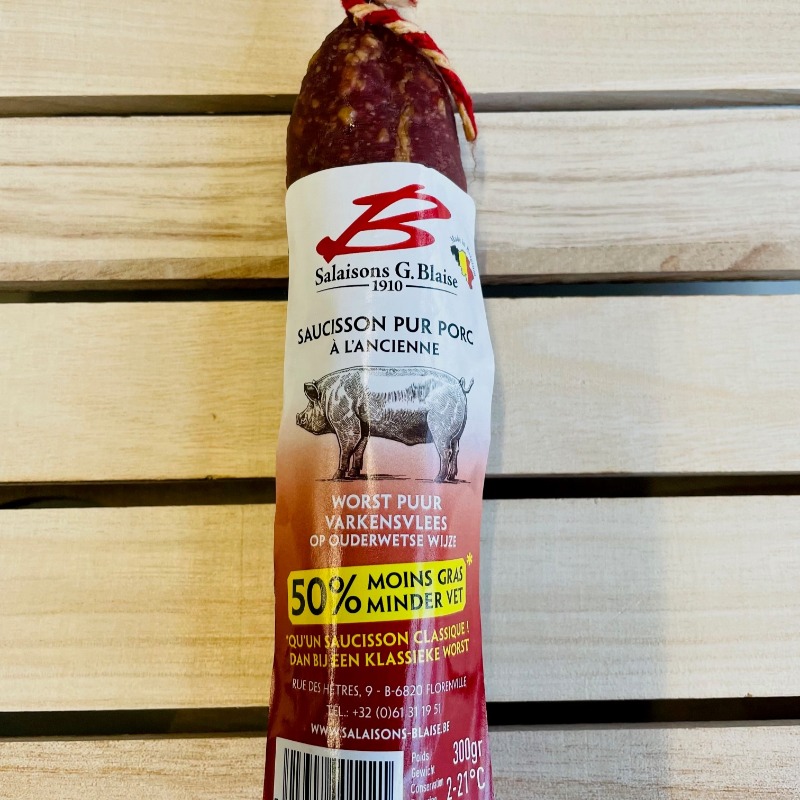 B
Salaisons G. Blaise
1910
SAUCISSON PUR PORC
À L'ANCIENNE
WORST PUUR
VARKENSVLEES
OP OUDERWETSE WIJZE
50% MOINS GRAS*
MINDER VET
*QU'UN SAUCISSON CLASSIQUE !
DAN BIJ EEN KLASSIEKE WORST
RUE DES HÊTRES, 9 - B-6820 FLORENVILLE
TÉL.: +32 (0)61 31 19 51
WWW.SALAISONS-BLAISE.BE
Poids
Gewicht
300gr
Conservation
2-21°C